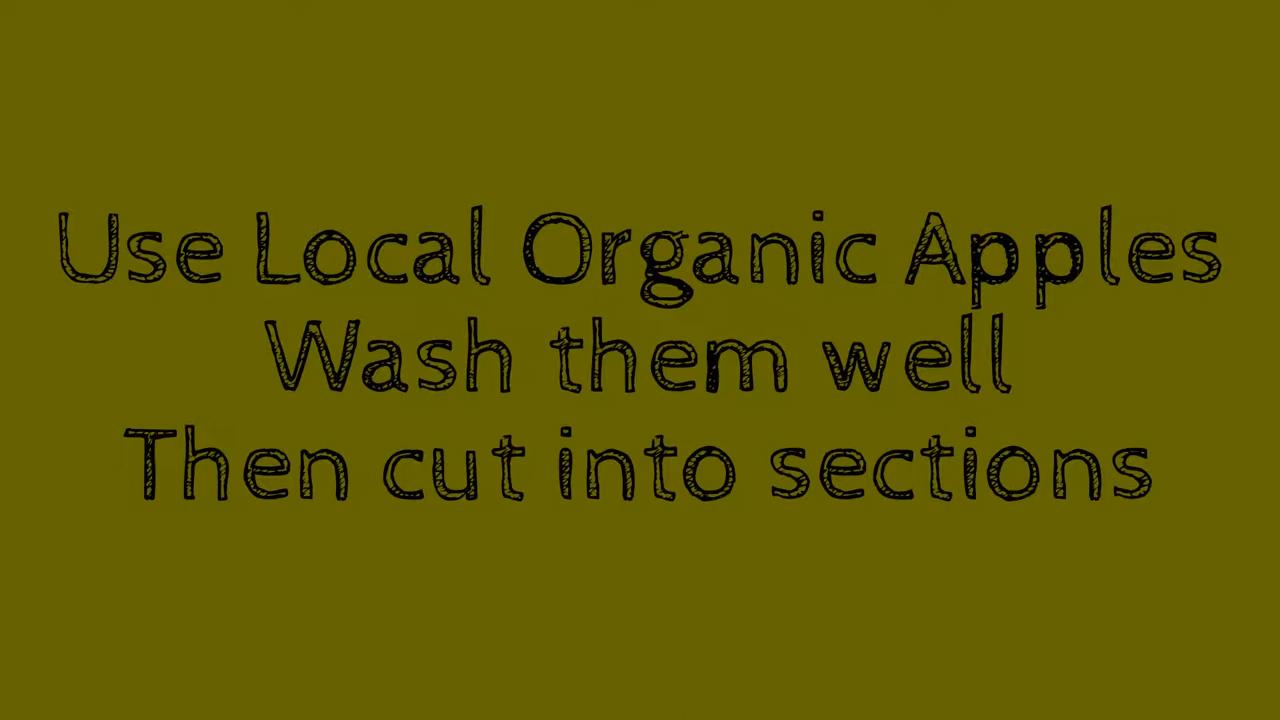 Use Local Organic Apples
Wash them well
Then cut into sections